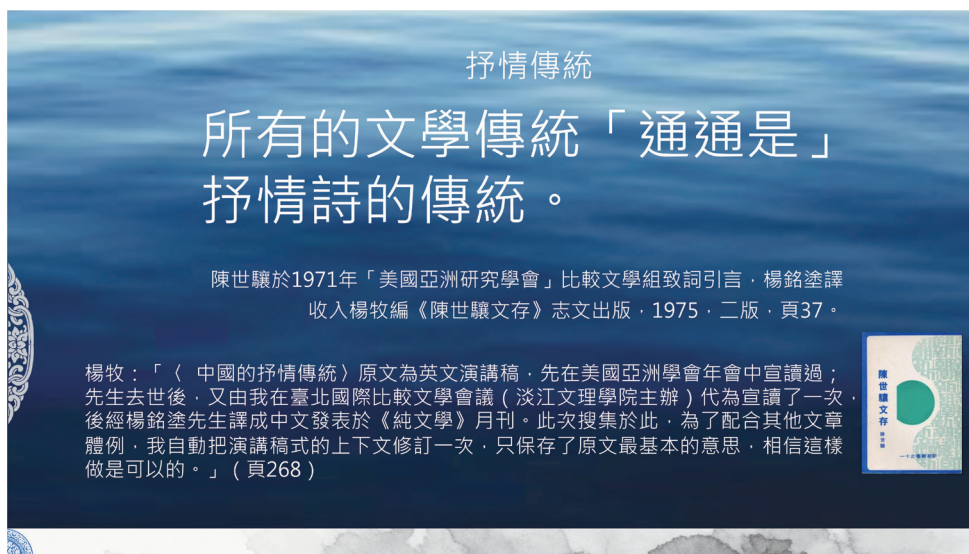 抒情傳統
所有的文學傳統「通通是」
抒情詩的傳統。
陳世驤於1971年「美國亞洲研究學會」比較文學組致詞引言，楊銘塗譯
收入楊牧編《陳世驤文存》志文出版，1975，二版，頁37。
楊牧：「〈 中國的抒情傳統〉原文為英文演講稿，先在美國亞洲學會年會中宣讀過；
先生去世後，又由我在臺北國際比較文學會議（淡江文理學院主辦）代為宣讀了一次，
後經楊銘塗先生譯成中文發表於《純文學》月刊。此次搜集於此，為了配合其他文章
體例，我自動把演講稿式的上下文修訂一次，只保存了原文最基本的意思，相信這樣
做是可以的。」（頁268）
陳世驤文存